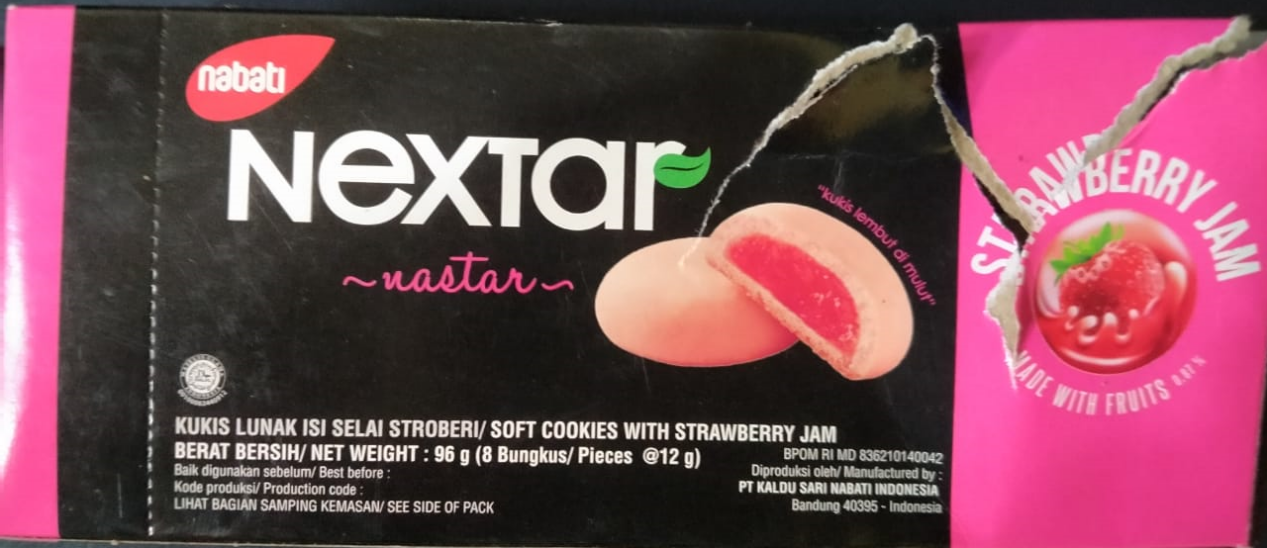 nabati
Nextar
~nastar~
"kukis lembut di mulut"
STRAWBERRY JAM
MADE WITH FRUITS
KUKIS LUNAK ISI SELAI STROBERI/ SOFT COOKIES WITH STRAWBERRY JAM
BERAT BERSIH/ NET WEIGHT : 96 g (8 Bungkus/ Pieces @12 g)
Baik digunakan sebelum/ Best before :
Kode produksi/ Production code :
LIHAT BAGIAN SAMPING KEMASAN/ SEE SIDE OF PACK
BPOM RI MD 836210140042
Diproduksi oleh/ Manufactured by :
PT KALDU SARI NABATI INDONESIA
Bandung 40395 - Indonesia